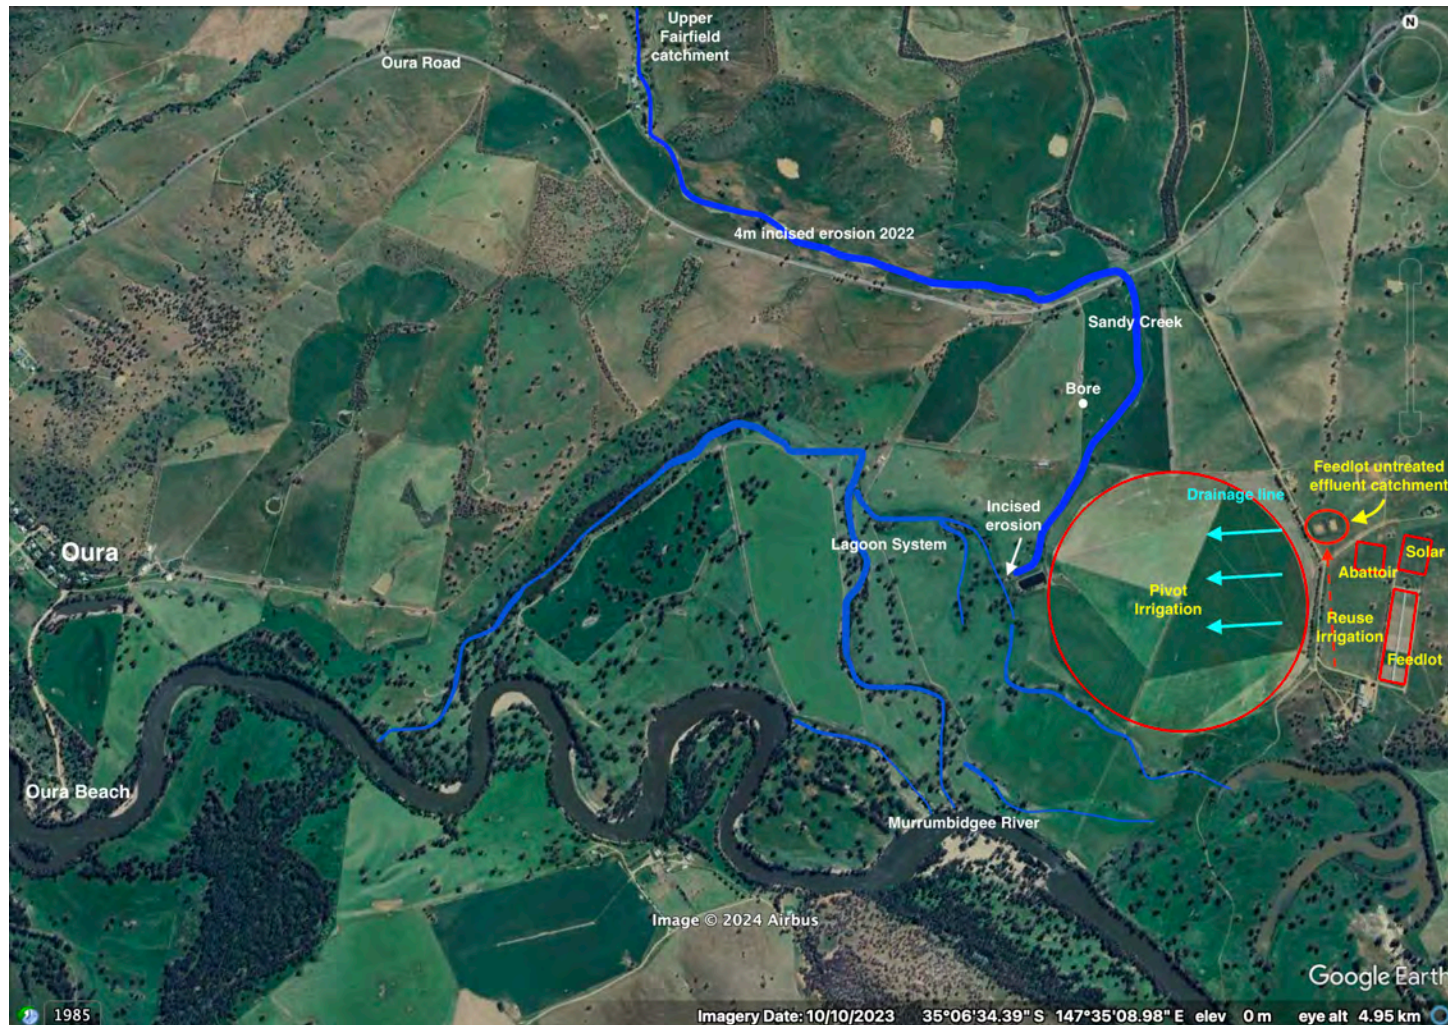 Upper
Fairfield
catchment
N
Oura Road
4m incised erosion 2022
Sandy Creek
Bore
Feedlot untreated
effluent catchment
Drainage line
Incised
erosion
Lagoon System
Oura
Solar
Abattoir
Pivot
Irrigation
Reuse
irrigation
Feedlot
Oura Beach
Murrumbidgee River
Image © 2024 Airbus
Google Earth
1985
Imagery Date: 10/10/2023 35°06'34.39" S 147°35'08.98" E elev 0 m eye alt 4.95 km